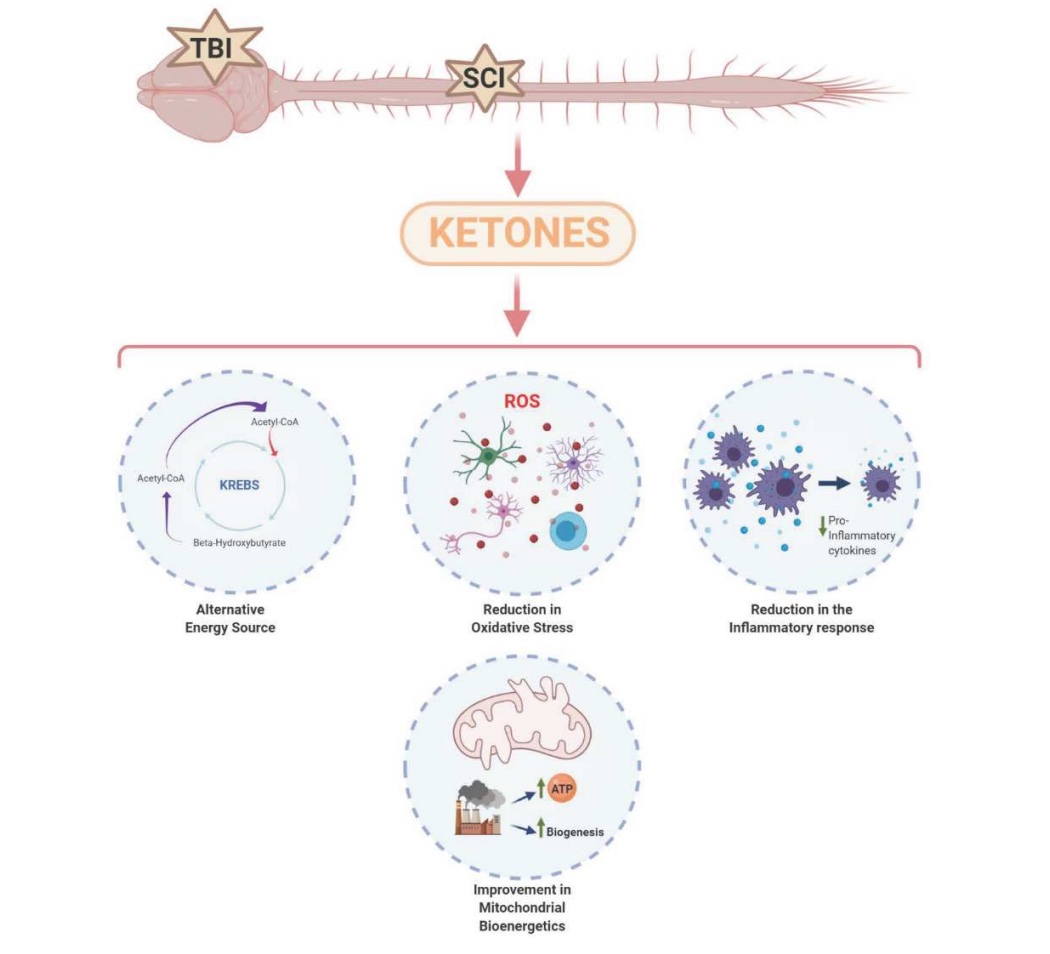 TBI
SCI
KETONES
Acetyl-CoA
Acetyl-CoA
KREBS
Beta-Hydroxybutyrate
Alternative
Energy Source
ROS
Reduction in
Oxidative Stress
Pro-
Inflammatory
cytokines
Reduction in the
Inflammatory response
ATP
Biogenesis
Improvement in
Mitochondrial
Bioenergetics